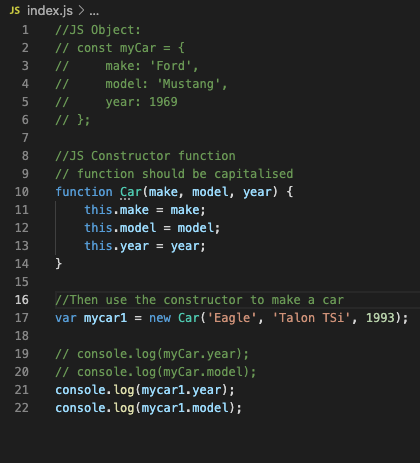 JS index.js > ...
1 //JS Object:
2 // const myCar = {
3 //     make: 'Ford',
4 //     model: 'Mustang',
5 //     year: 1969
6 // };
7
8 //JS Constructor function
9 // function should be capitalised
10 function Car(make, model, year) {
11     this.make = make;
12     this.model = model;
13     this.year = year;
14 }
15
16 //Then use the constructor to make a car
17 var mycar1 = new Car('Eagle', 'Talon TSi', 1993);
18
19 // console.log(myCar.year);
20 // console.log(myCar.model);
21 console.log(mycar1.year);
22 console.log(mycar1.model);